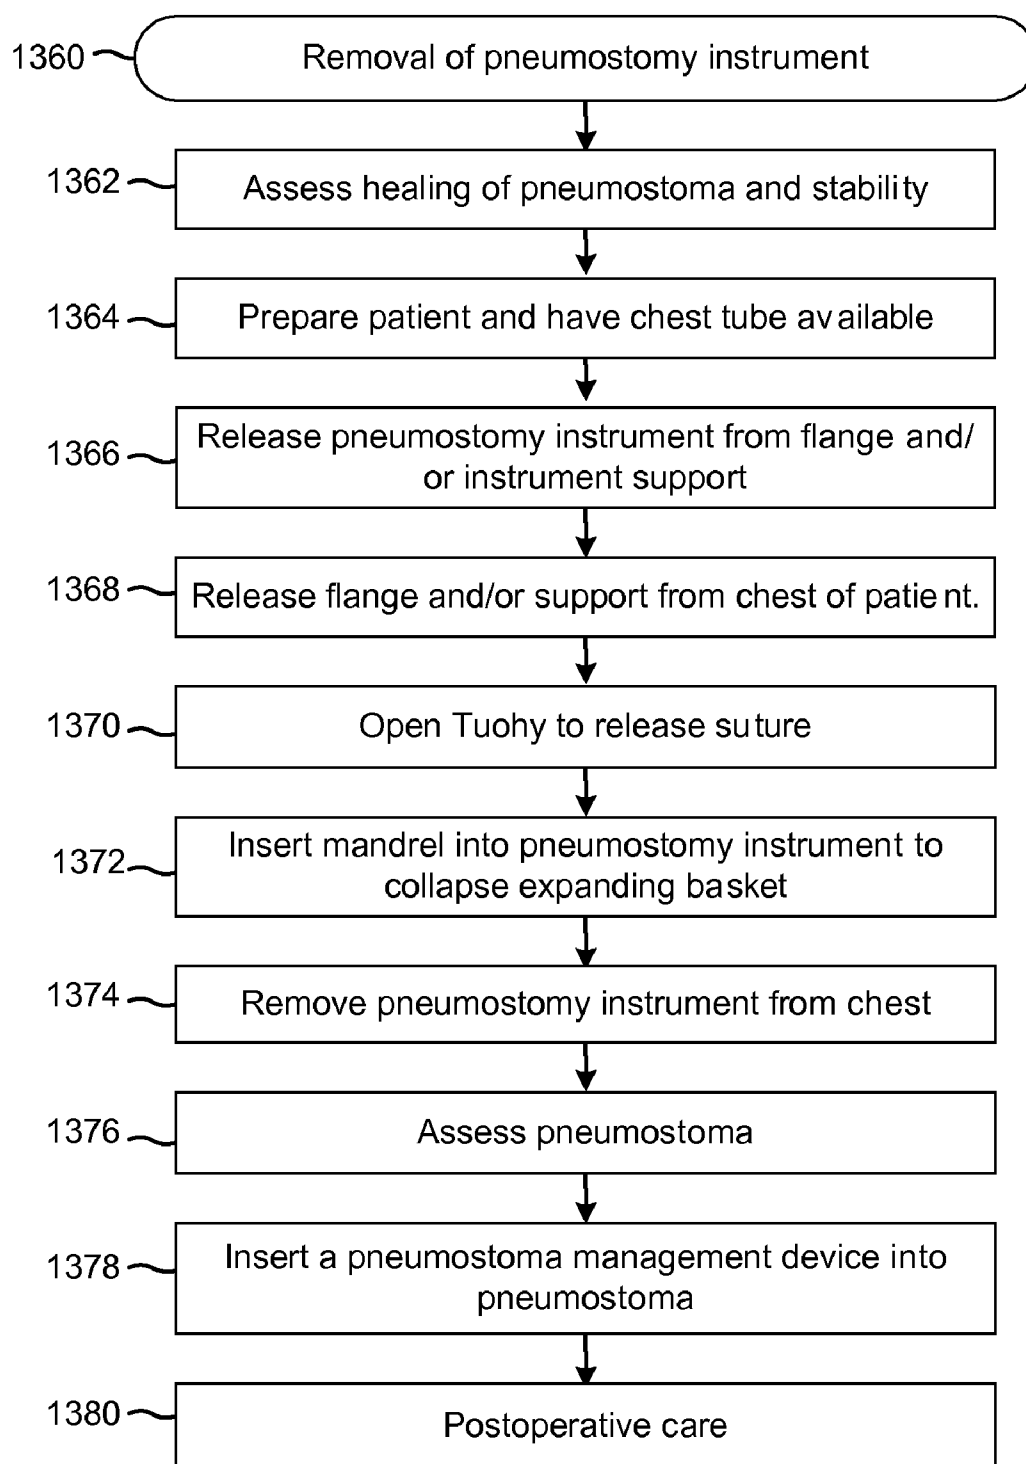 1360
Removal of pneumostomy instrument
1362
Assess healing of pneumostoma and stability
1364
Prepare patient and have chest tube available
1366
Release pneumostomy instrument from flange and/
or instrument support
1368
Release flange and/or support from chest of patient.
1370
Open Tuohy to release suture
1372
Insert mandrel into pneumostomy instrument to
collapse expanding basket
1374
Remove pneumostomy instrument from chest
1376
Assess pneumostoma
1378
Insert a pneumostoma management device into
pneumostoma
1380
Postoperative care